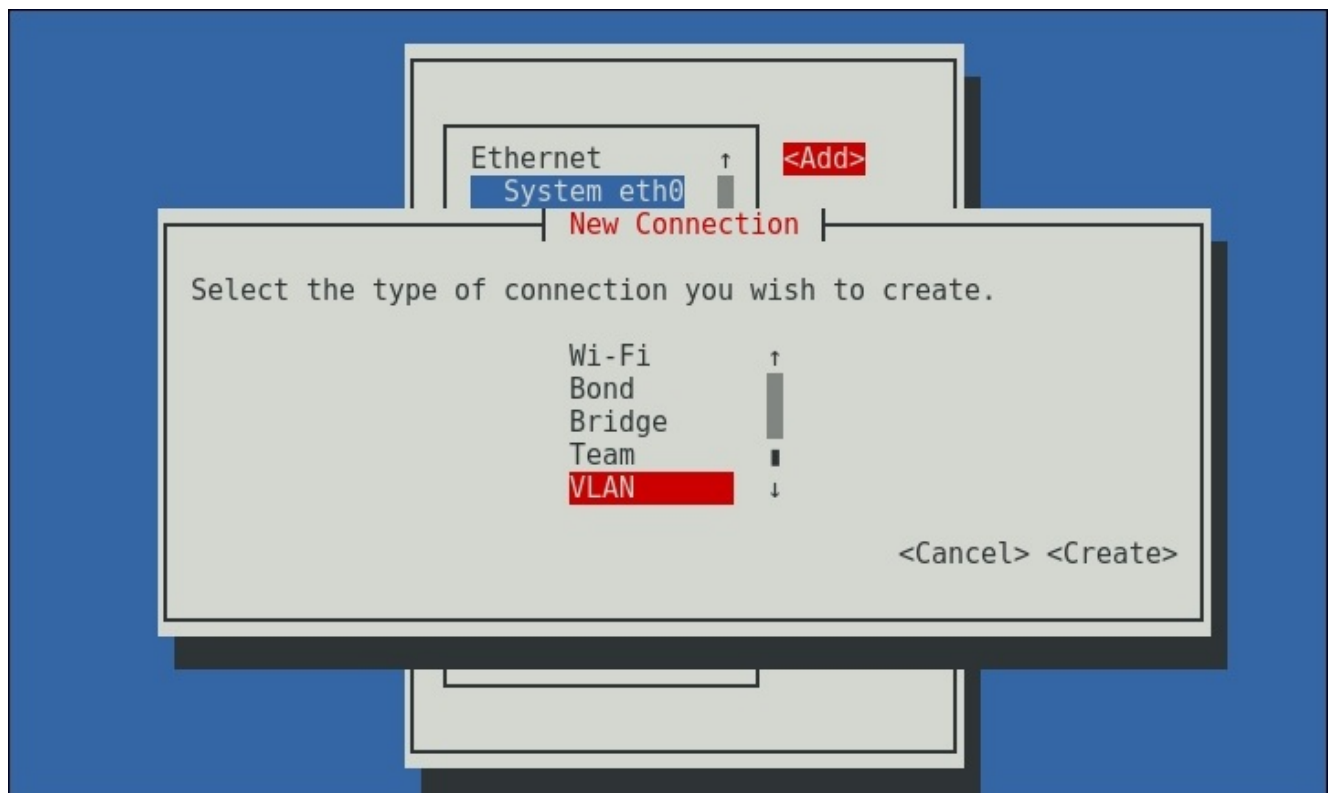 Ethernet ↑ <Add>
System eth0
New Connection
Select the type of connection you wish to create.
Wi-Fi ↑
Bond
Bridge
Team
VLAN ↓
<Cancel> <Create>